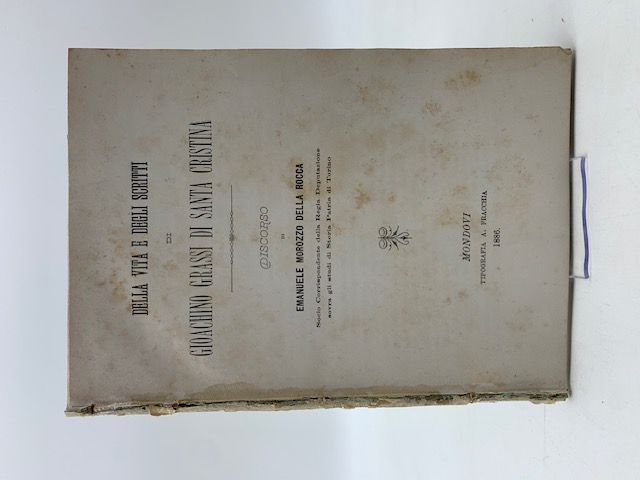 DELLA VITA E DEGLI SCRITTI
DI
GIOACHINO GRASSI DI SANTA CRISTINA
DISCORSO
DI
EMANUELE MOROZZO DELLA ROCCA
Socio Corrispondente della Regia Deputazione
sovra gli studi di Storia Patria di Torino
MONDOVI
TIPOGRAFIA A. FRACCHIA
1886.